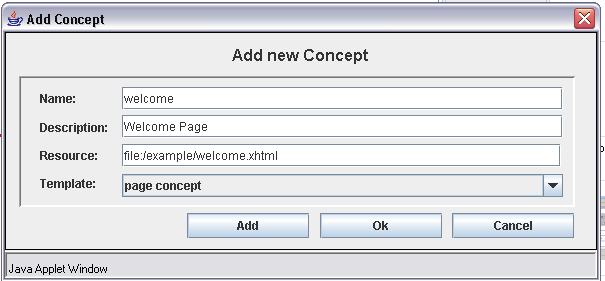 Add Concept
Add new Concept
Name: welcome
Description: Welcome Page
Resource: file:/example/welcome.xhtml
Template: page concept
Add Ok Cancel
Java Applet Window